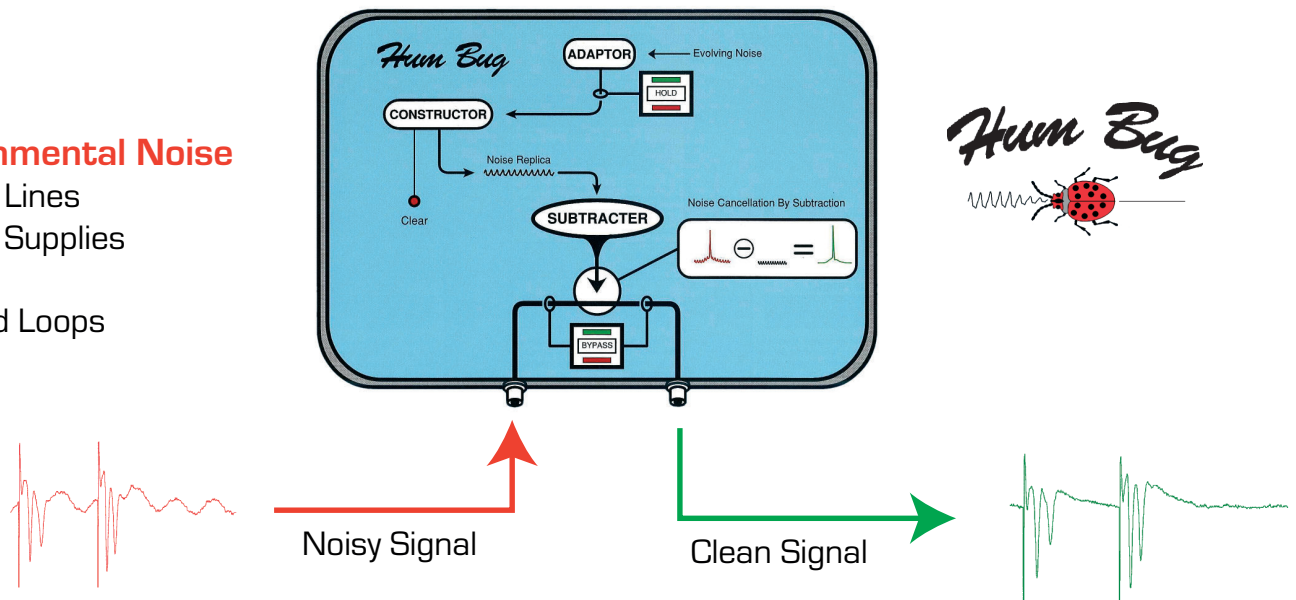 Hum Bug
ADAPTOR
Evolving Noise
HOLD
CONSTRUCTOR
Noise Replica
Clear
SUBTRACTER
Noise Cancellation By Subtraction
BYPASS
Hum Bug
nmental Noise
Lines
Supplies
d Loops
Noisy Signal
Clean Signal